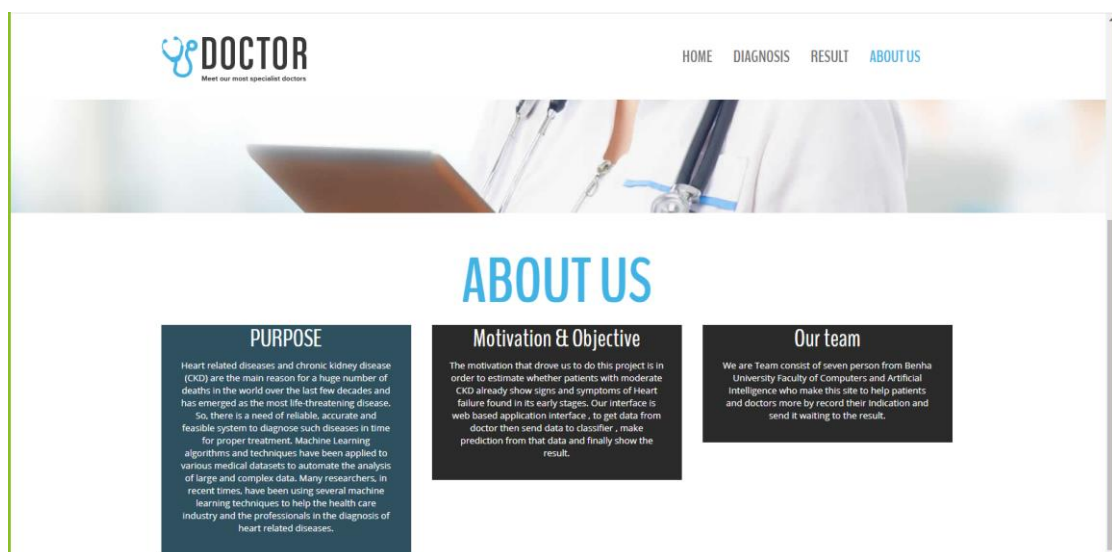 DOCTOR
Meet our most specialist doctors
HOME DIAGNOSIS RESULT ABOUT US
ABOUT US
PURPOSE
Heart related diseases and chronic kidney disease
(CKD) are the main reason for a huge number of
deaths in the world over the last few decades and
has emerged as the most life-threatening disease.
So, there is a need of reliable, accurate and
feasible system to diagnose such diseases in time
for proper treatment. Machine Learning
algorithms and techniques have been applied to
various medical datasets to automate the analysis
of large and complex data. Many researchers, in
recent times, have been using several machine
learning techniques to help the health care
industry and the professionals in the diagnosis of
heart related diseases.
Motivation & Objective
The motivation that drove us to do this project is in
order to estimate whether patients with moderate
CKD already show signs and symptoms of Heart
failure found in its early stages. Our interface is
web based application interface , to get data from
doctor then send data to classifier , make
prediction from that data and finally show the
result.
Our team
We are Team consist of seven person from Benha
University Faculty of Computers and Artificial
Intelligence who make this site to help patients
and doctors more by record their Indication and
send it waiting to the result.